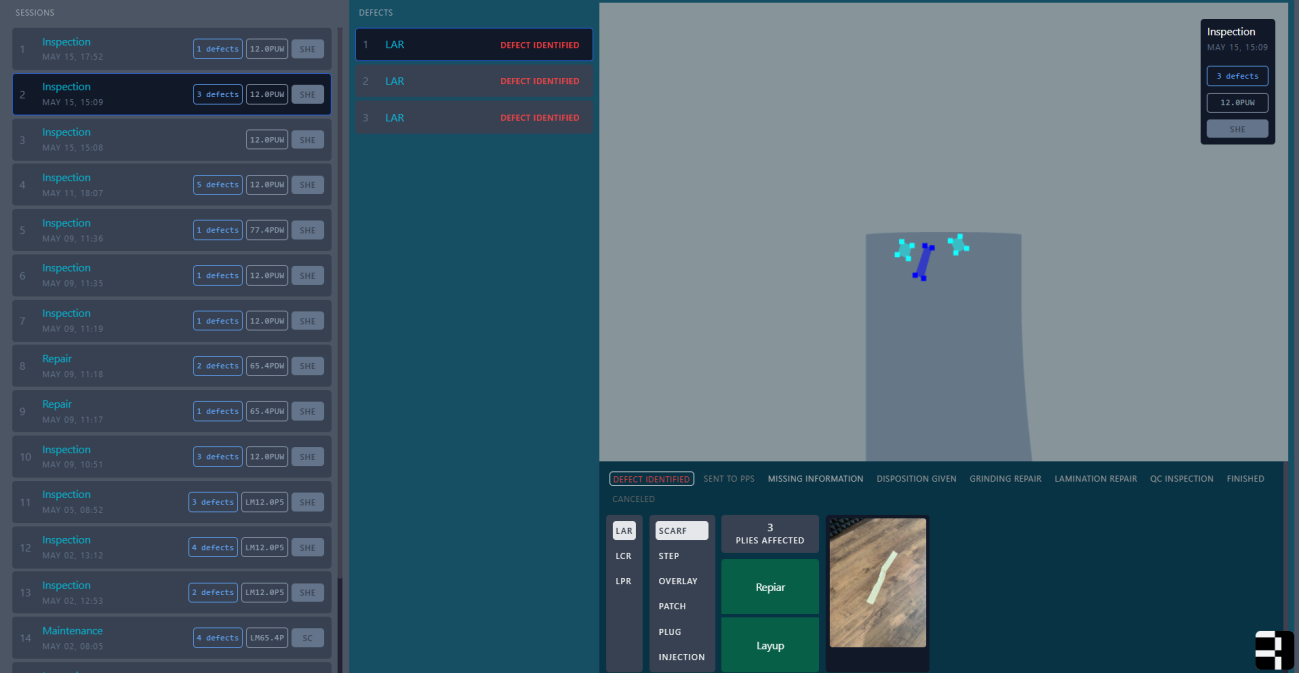 SESSIONS
1 Inspection 1 defects 12.0PUW SHE
MAY 15, 17:52
2 Inspection 3 defects 12.0PUW SHE
MAY 15, 15:09
3 Inspection 12.0PUW SHE
MAY 15, 15:08
4 Inspection 5 defects 12.0PUW SHE
MAY 11, 18:07
5 Inspection 1 defects 77.4PDW SHE
MAY 09, 11:36
6 Inspection 1 defects 12.0PUW SHE
MAY 09, 11:35
7 Inspection 1 defects 12.0PUW SHE
MAY 09, 11:19
8 Repair 2 defects 65.4PDW SHE
MAY 09, 11:18
9 Repair 1 defects 65.4PUW SHE
MAY 09, 11:17
10 Inspection 3 defects 12.0PUW SHE
MAY 09, 10:51
11 Inspection 3 defects LM12.0PS SHE
MAY 05, 08:52
12 Inspection 4 defects LM12.0PS SHE
MAY 02, 13:12
13 Inspection 2 defects LM12.0PS SHE
MAY 02, 12:53
14 Maintenance 4 defects LM65.4P SC
MAY 02, 08:05
DEFECTS
1 LAR DEFECT IDENTIFIED
2 LAR DEFECT IDENTIFIED
3 LAR DEFECT IDENTIFIED
Inspection
MAY 15, 15:09
3 defects
12.0PUW
SHE
DEFECT IDENTIFIED SENT TO PPS MISSING INFORMATION DISPOSITION GIVEN GRINDING REPAIR LAMINATION REPAIR QC INSPECTION FINISHED
CANCELED
LAR
LCR
LPR
SCARF
STEP
OVERLAY
PATCH
PLUG
INJECTION
3
PLIES AFFECTED
Repiar
Layup